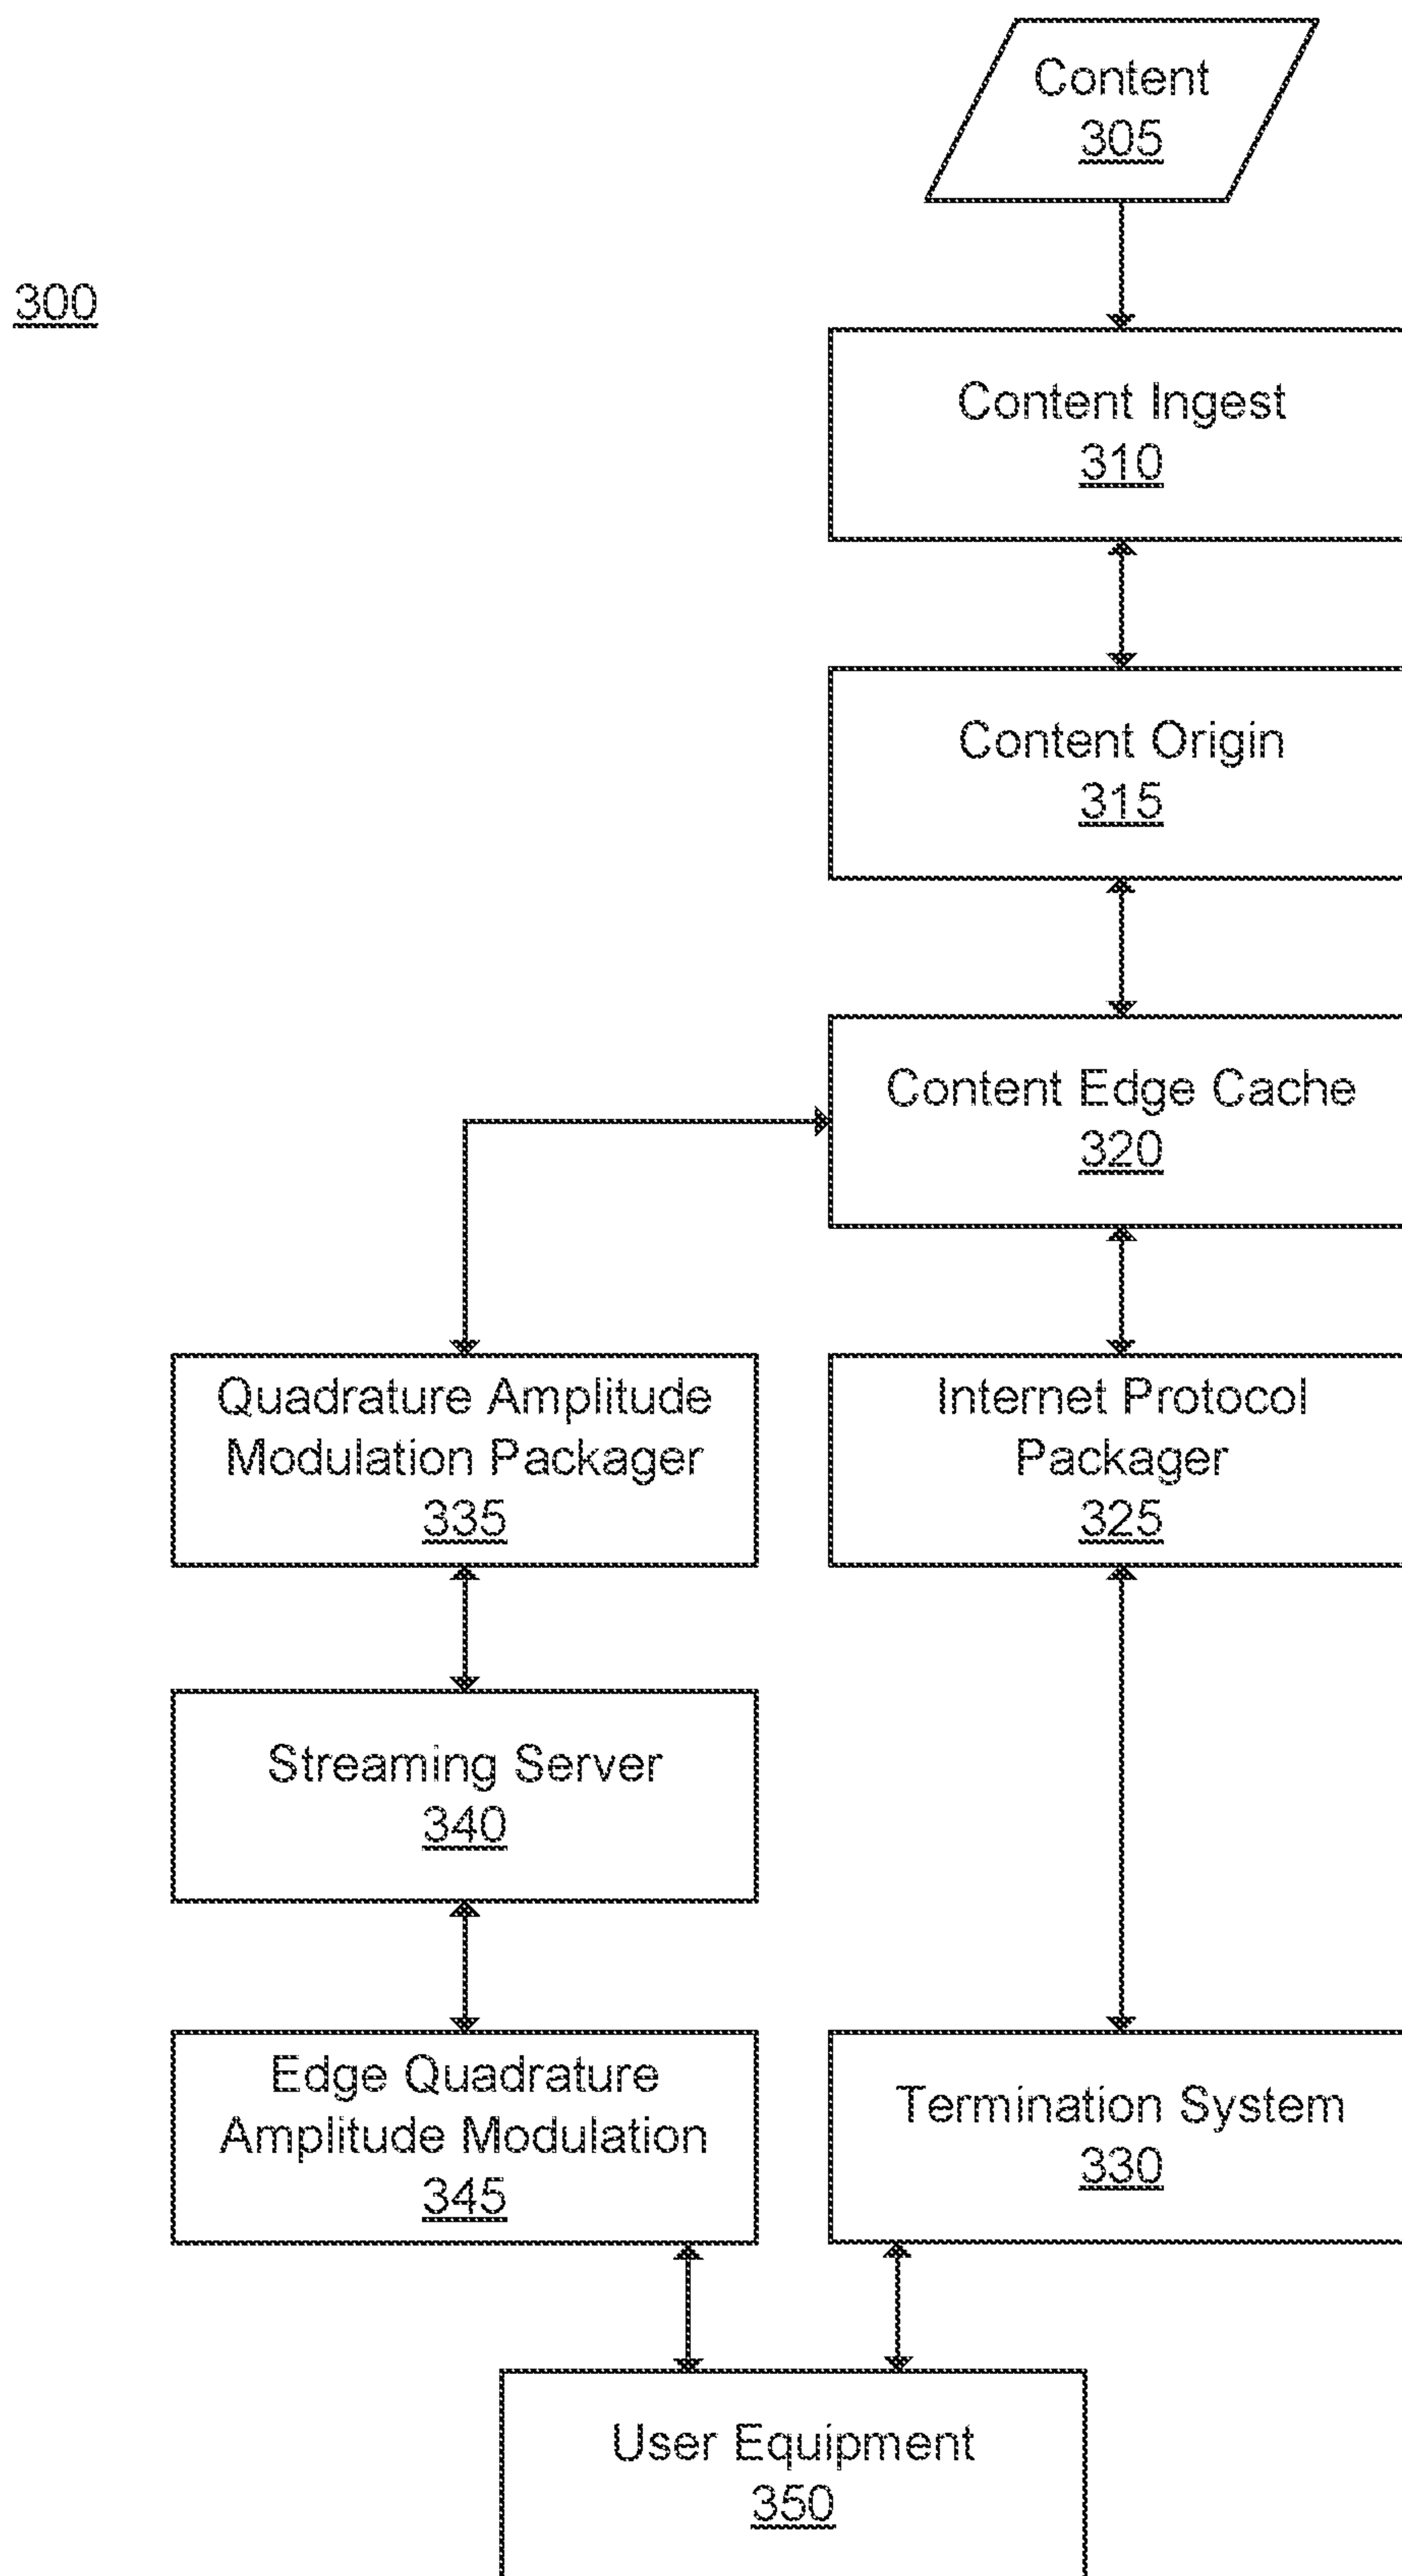 Content
305
300
Content Ingest
310
Content Origin
315
Content Edge Cache
320
Quadrature Amplitude
Modulation Packager
335
Internet Protocol
Packager
325
Streaming Server
340
Edge Quadrature
Amplitude Modulation
345
Termination System
330
User Equipment
350